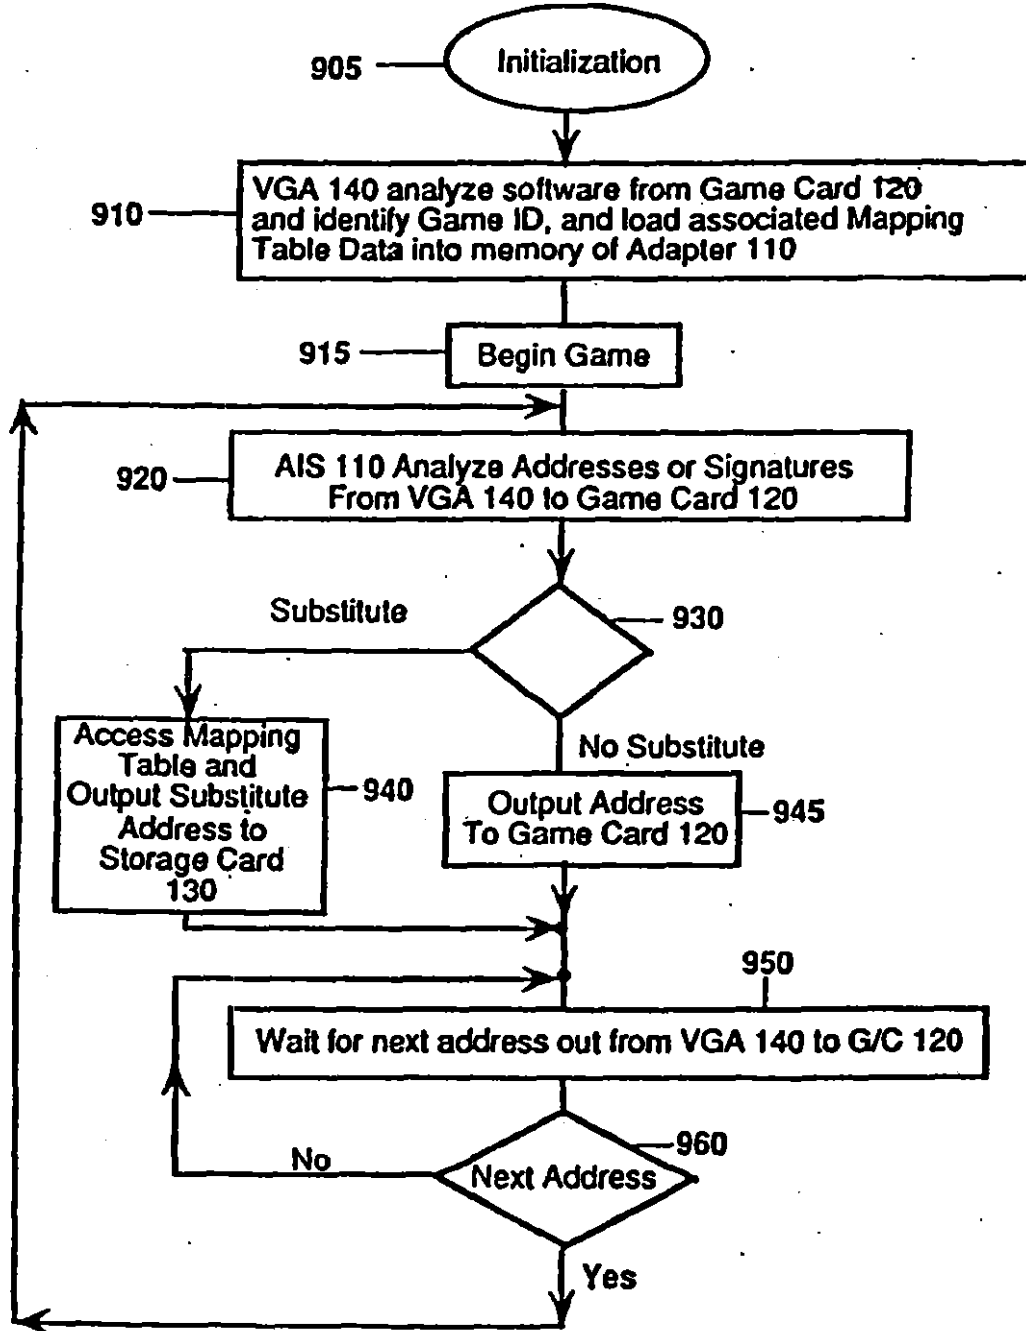 905
Initialization
910
VGA 140 analyze software from Game Card 120
and identify Game ID, and load associated Mapping
Table Data into memory of Adapter 110
915
Begin Game
920
AIS 110 Analyze Addresses or Signatures
From VGA 140 to Game Card 120
Substitute
930
No Substitute
Access Mapping
Table and
Output Substitute
Address to
Storage Card
130
940
Output Address
To Game Card 120
945
950
Wait for next address out from VGA 140 to G/C 120
960
No
Next Address
Yes